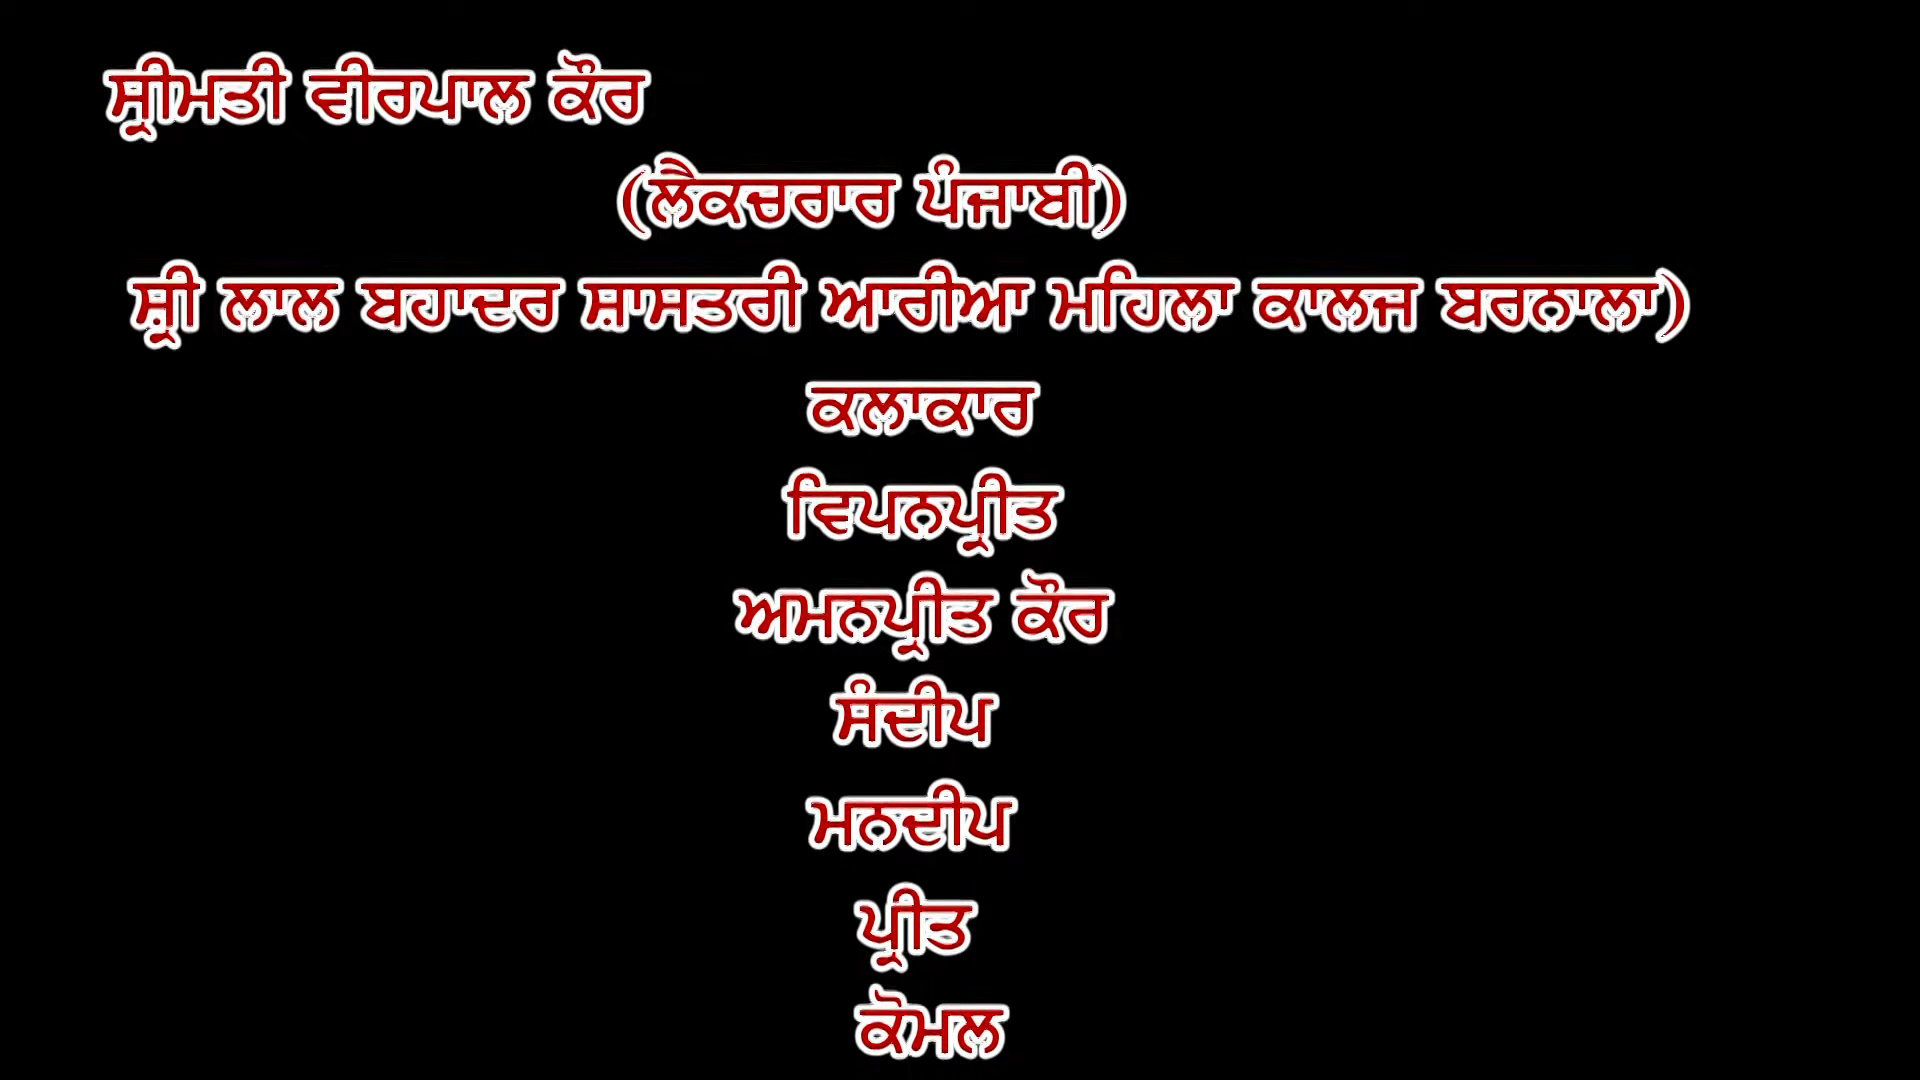 ਸ੍ਰੀਮਤੀ ਵੀਰਪਾਲ ਕੌਰ
(ਲੈਕਚਰਾਰ ਪੰਜਾਬੀ)
ਸ਼੍ਰੀ ਲਾਲ ਬਹਾਦਰ ਸ਼ਾਸਤਰੀ ਆਰੀਆ ਮਹਿਲਾ ਕਾਲਜ ਬਰਨਾਲਾ)
ਕਲਾਕਾਰ
ਵਿਪਨਪ੍ਰੀਤ
ਅਮਨਪ੍ਰੀਤ ਕੌਰ
ਸੰਦੀਪ
ਮਨਦੀਪ
ਪ੍ਰੀਤ
ਕੋਮਲ